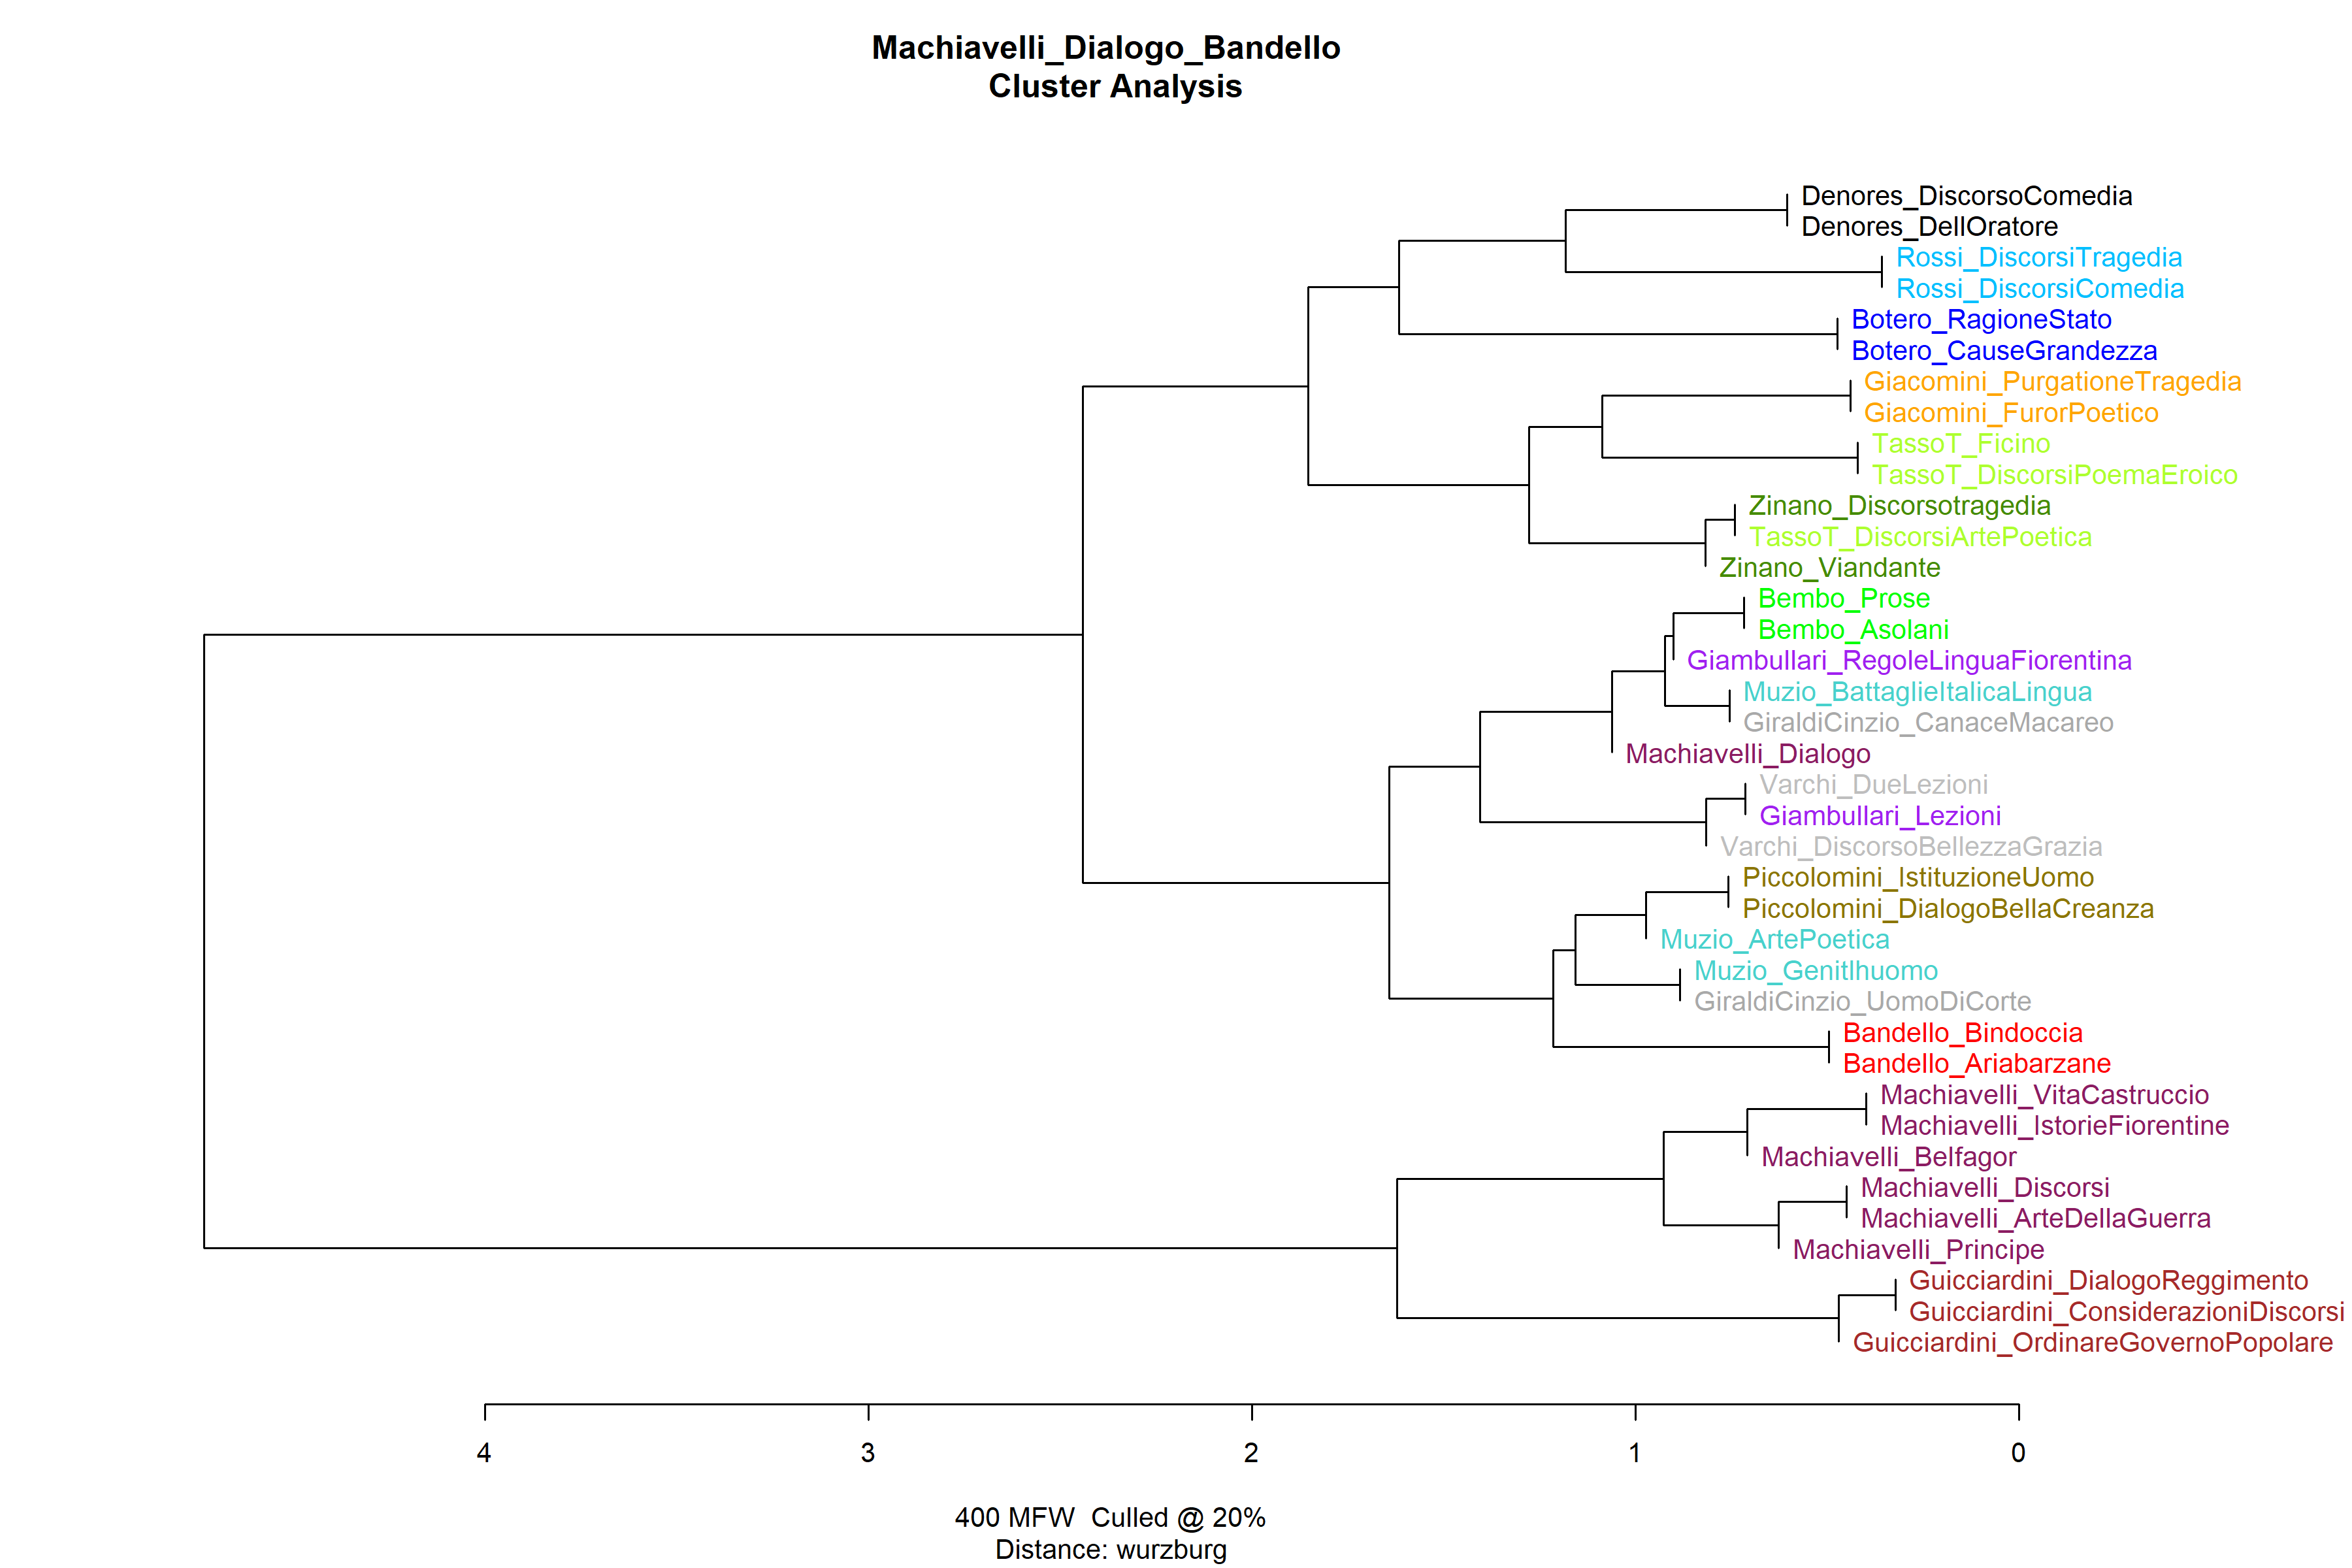 Machiavelli_Dialogo_Bandello
Cluster Analysis
Denores_DiscorsoComedia
Denores_DellOratore
Rossi_DiscorsiTragedia
Rossi_DiscorsiComedia
Botero_RagioneStato
Botero_CauseGrandezza
Giacomini_PurgationeTragedia
Giacomini_FurorPoetico
TassoT_Ficino
TassoT_DiscorsiPoemaEroico
Zinano_Discorsotragedia
TassoT_DiscorsiArtePoetica
Zinano_Viandante
Bembo_Prose
Bembo_Asolani
Giambullari_RegoleLinguaFiorentina
Muzio_BattaglieItalicaLingua
GiraldiCinzio_CanaceMacareo
Machiavelli_Dialogo
Varchi_DueLezioni
Giambullari_Lezioni
Varchi_DiscorsoBellezzaGrazia
Piccolomini_IstituzioneUomo
Piccolomini_DialogoBellaCreanza
Muzio_ArtePoetica
Muzio_Genitlhuomo
GiraldiCinzio_UomoDiCorte
Bandello_Bindoccia
Bandello_Ariabarzane
Machiavelli_VitaCastruccio
Machiavelli_IstorieFiorentine
Machiavelli_Belfagor
Machiavelli_Discorsi
Machiavelli_ArteDellaGuerra
Machiavelli_Principe
Guicciardini_DialogoReggimento
Guicciardini_ConsiderazioniDiscorsi
Guicciardini_OrdinareGovernoPopolare
4 3 2 1 0
400 MFW  Culled @ 20%
Distance: wurzburg